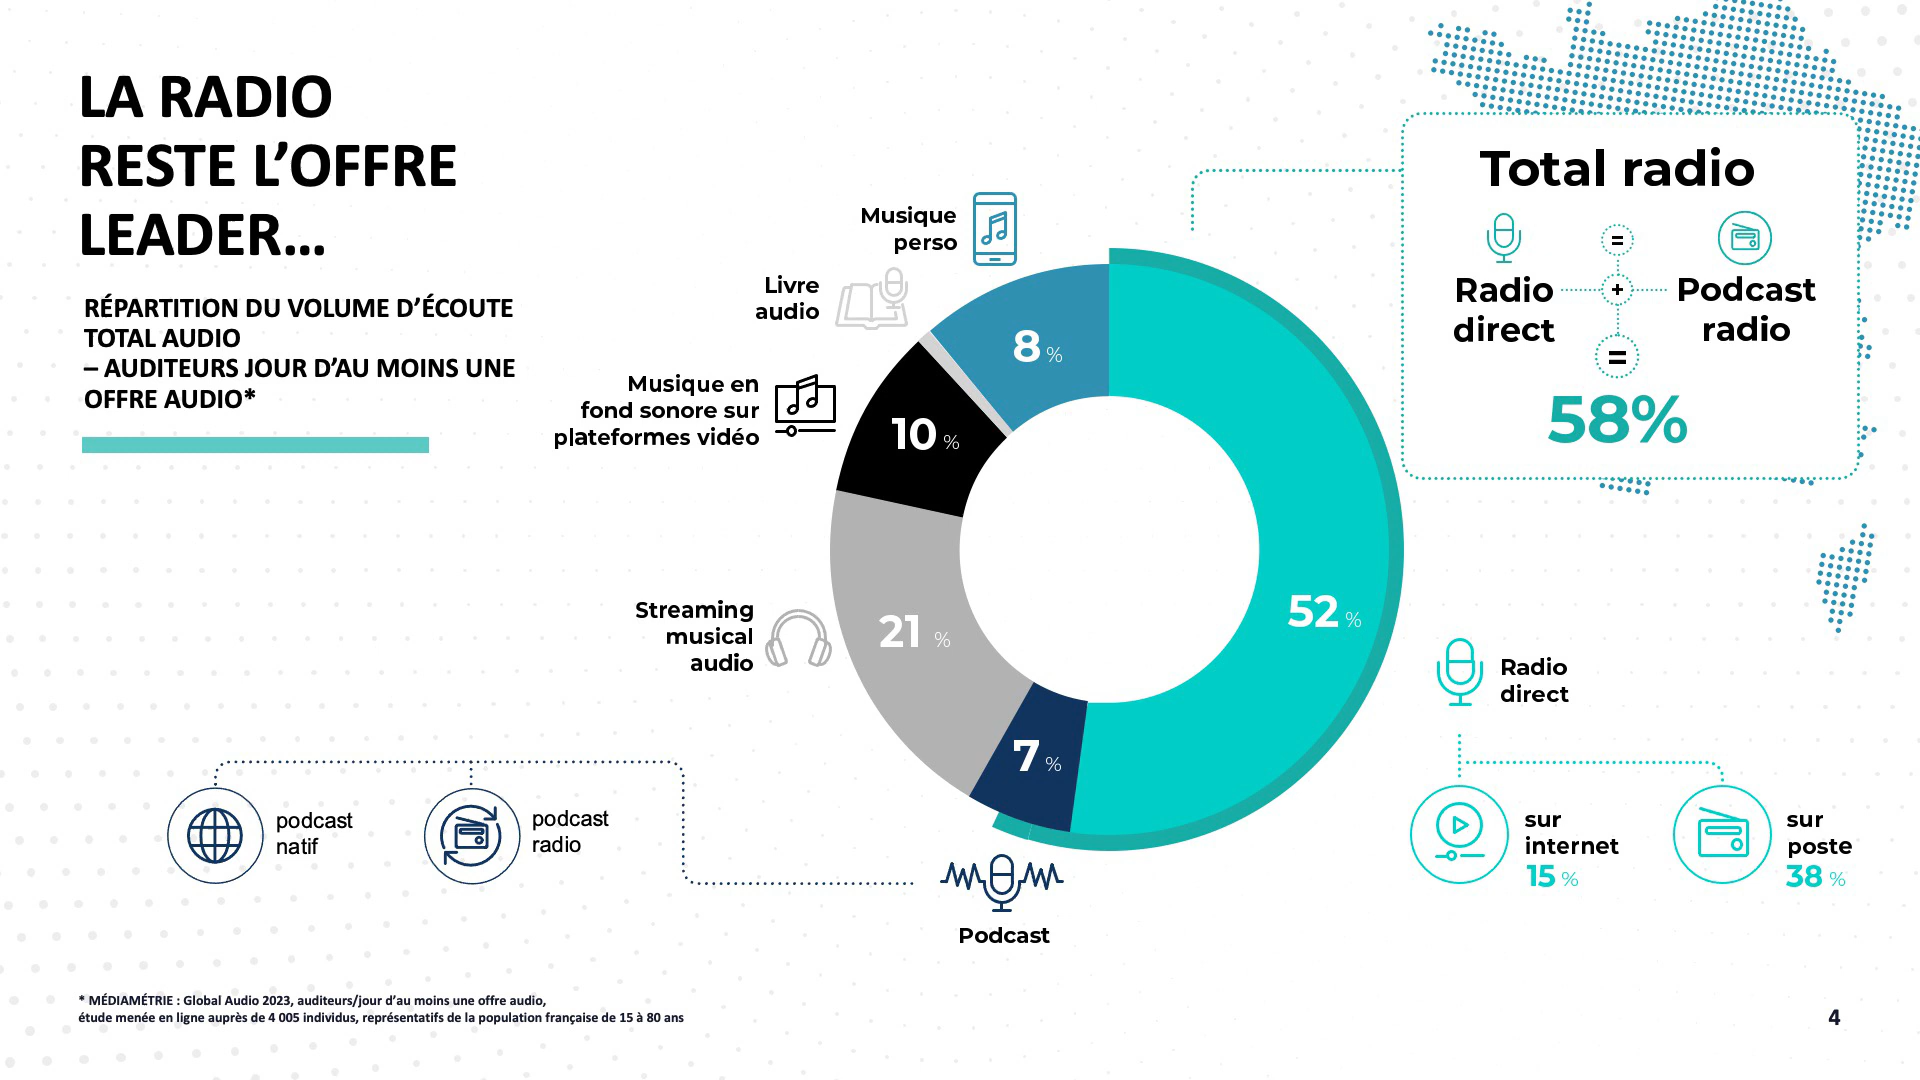 LA RADIO
RESTE L’OFFRE
LEADER…
RÉPARTITION DU VOLUME D’ÉCOUTE
TOTAL AUDIO
– AUDITEURS JOUR D’AU MOINS UNE
OFFRE AUDIO*
Musique
perso
Livre
audio
Musique en
fond sonore sur
plateformes vidéo
Streaming
musical
audio
8 %
10 %
21 %
7 %
52 %
Total radio
=
Radio
direct
+
Podcast
radio
=
58%
Radio
direct
sur
internet
15 %
sur
poste
38 %
podcast
natif
podcast
radio
Podcast
* MÉDIAMÉTRIE : Global Audio 2023, auditeurs/jour d’au moins une offre audio,
étude menée en ligne auprès de 4 005 individus, représentatifs de la population française de 15 à 80 ans
4